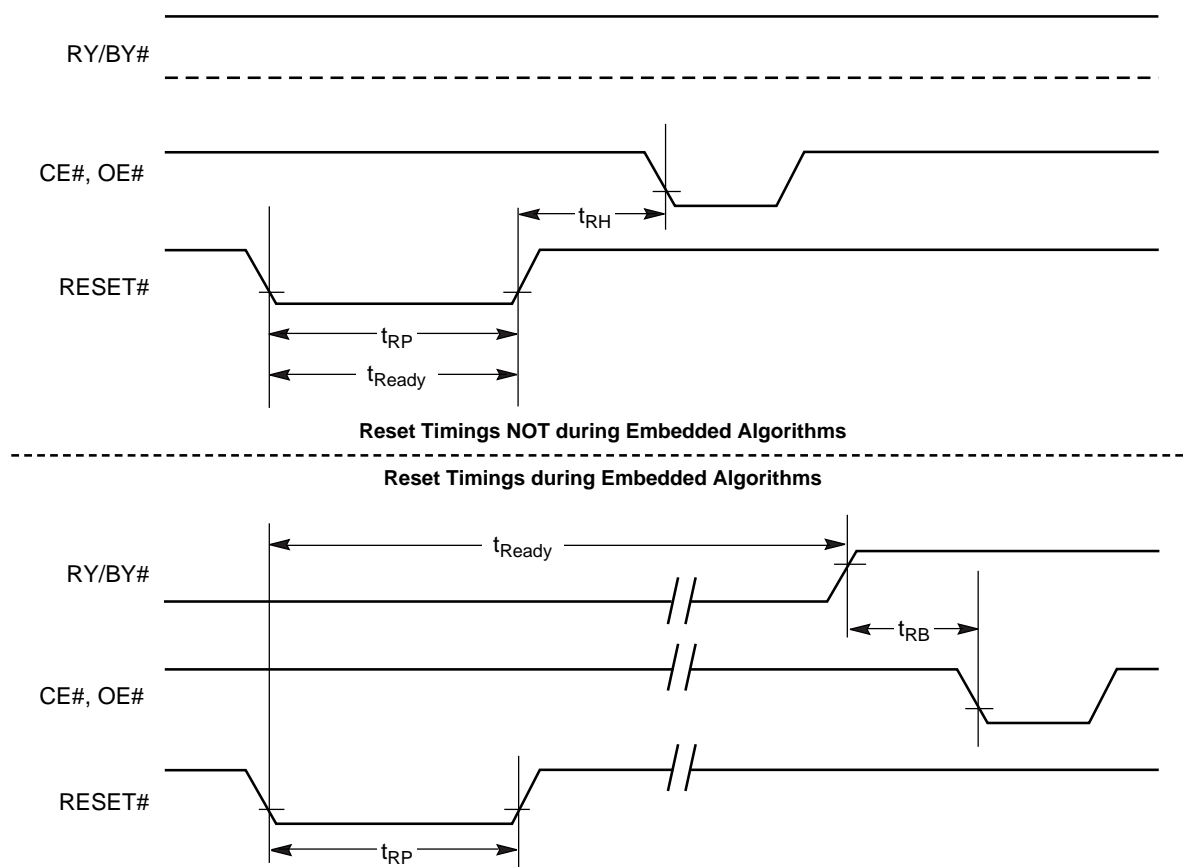 RY/BY#
CE#, OE#
tRH
RESET#
tRP
tReady
Reset Timings NOT during Embedded Algorithms
Reset Timings during Embedded Algorithms
tReady
RY/BY#
tRB
CE#, OE#
RESET#
tRP